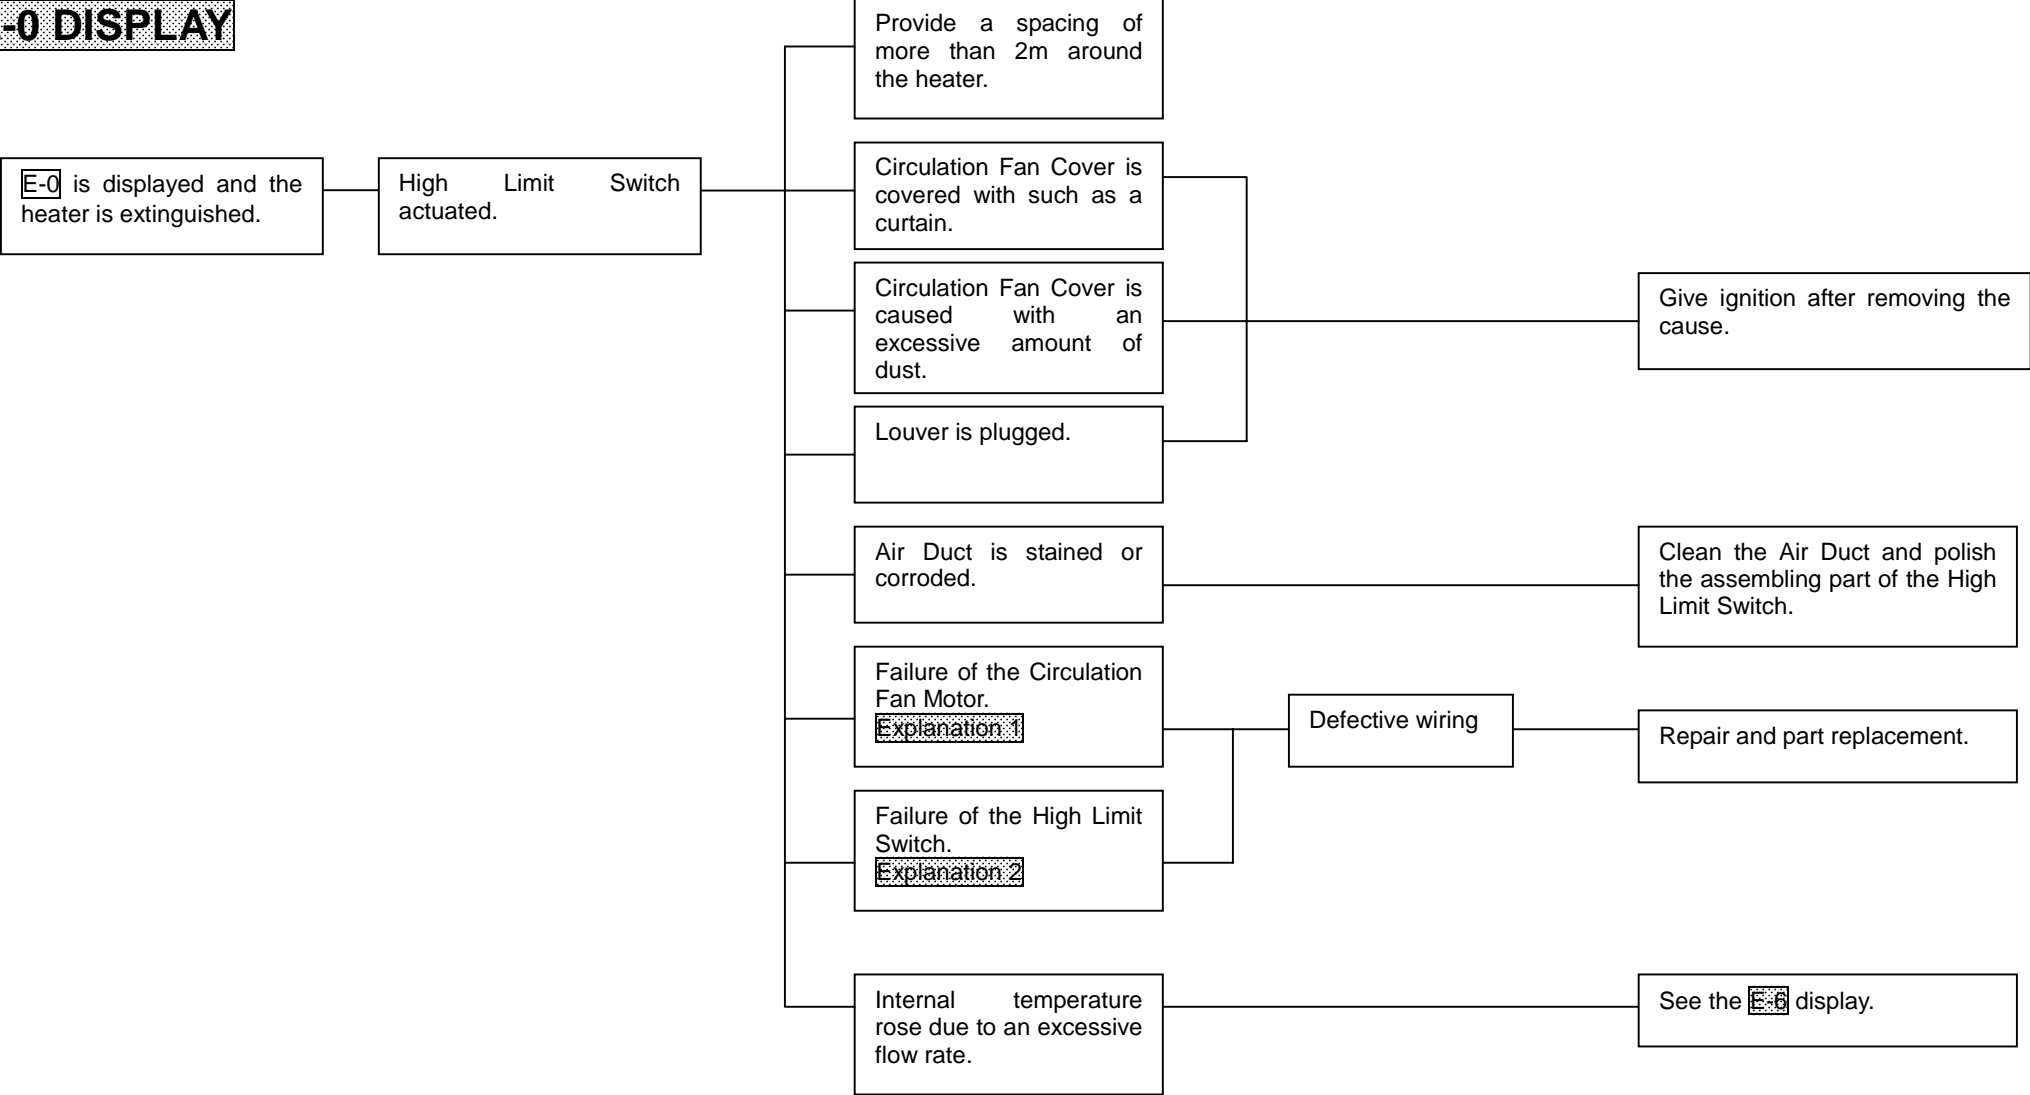 -0 DISPLAY
Provide a spacing of
more than 2m around
the heater.
E-0 is displayed and the
heater is extinguished.
High Limit Switch
actuated.
Circulation Fan Cover is
covered with such as a
curtain.
Circulation Fan Cover is
caused with an
excessive amount of
dust.
Give ignition after removing the
cause.
Louver is plugged.
Air Duct is stained or
corroded.
Clean the Air Duct and polish
the assembling part of the High
Limit Switch.
Failure of the Circulation
Fan Motor.
Explanation 1
Defective wiring
Repair and part replacement.
Failure of the High Limit
Switch.
Explanation 2
Internal temperature
rose due to an excessive
flow rate.
See the E-6 display.